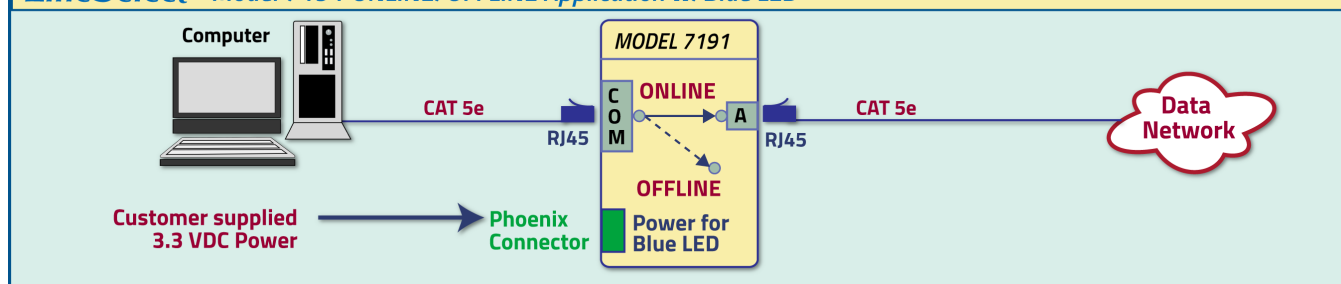 Computer
MODEL 7191
COM
ONLINE
A
CAT 5e
RJ45
RJ45
CAT 5e
Data
Network
OFFLINE
Customer supplied
3.3 VDC Power
Phoenix
Connector
Power for
Blue LED